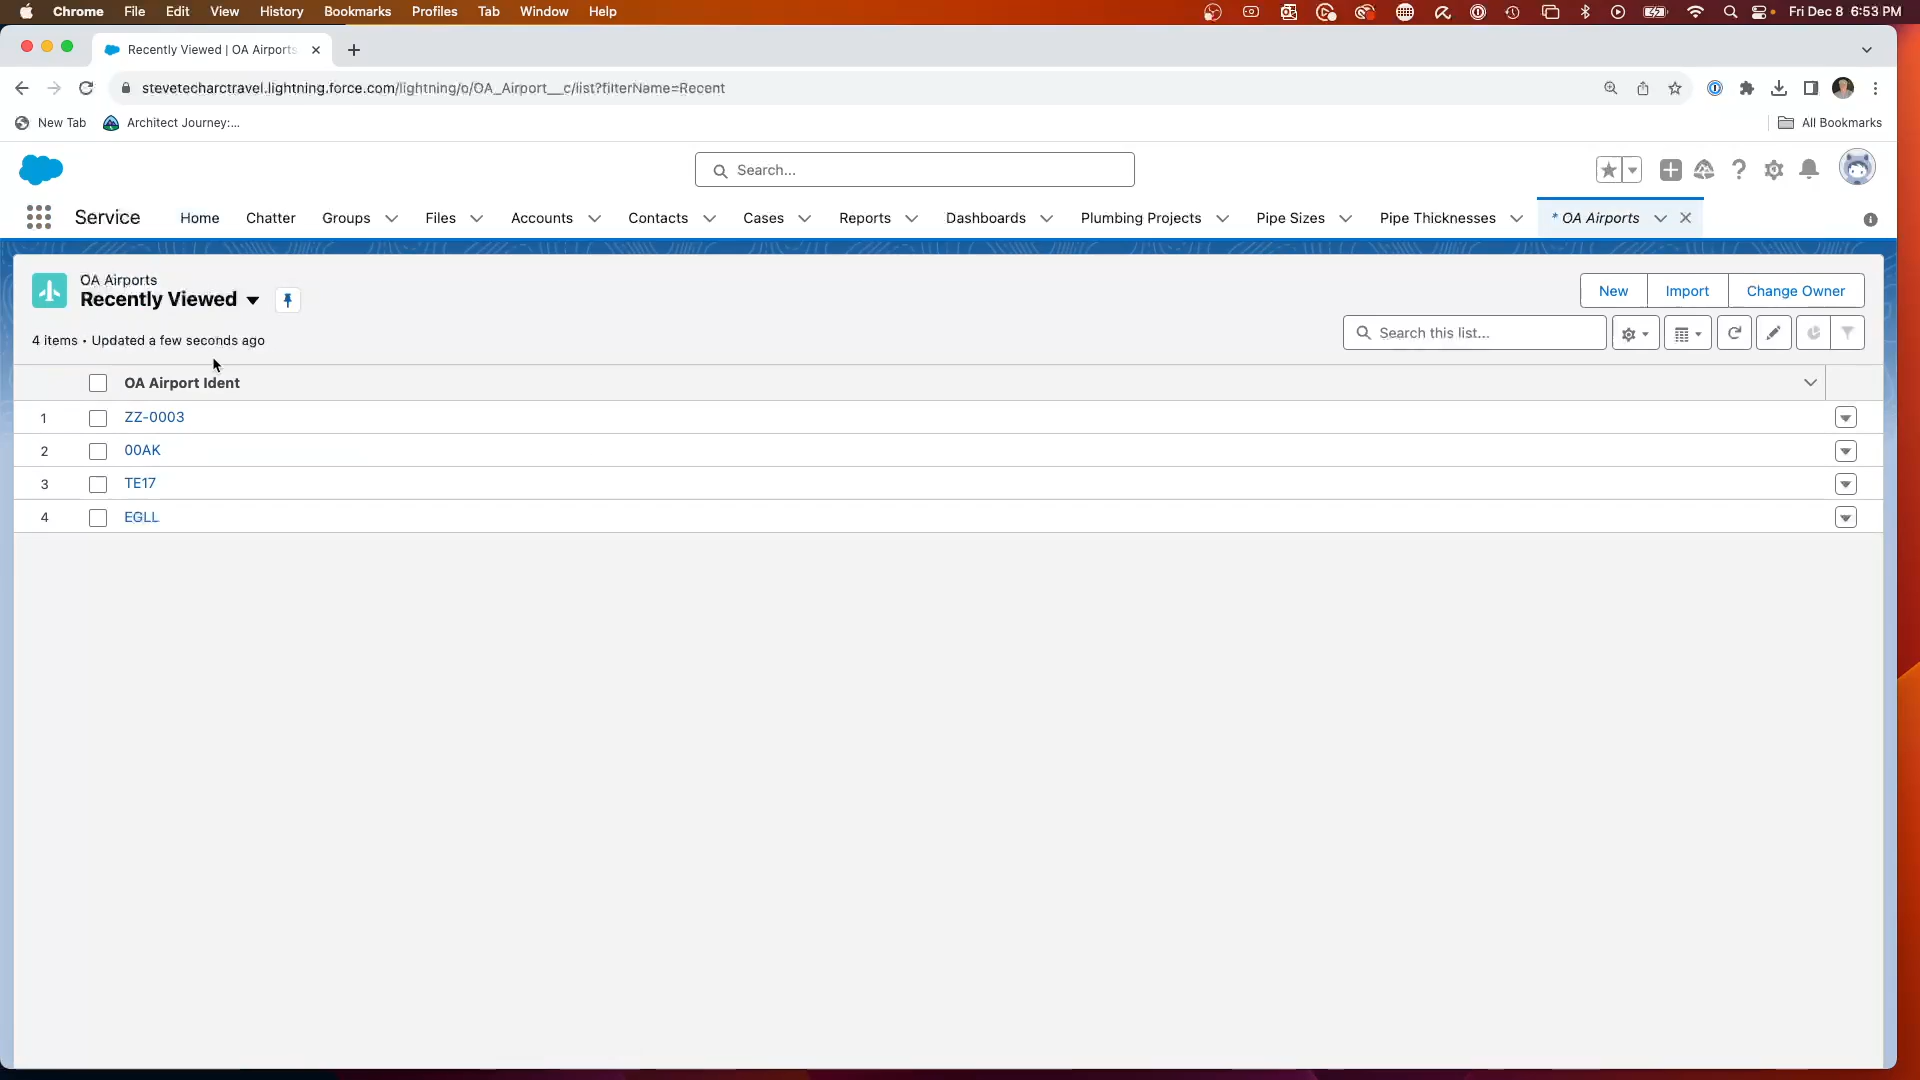 Chrome File Edit View History Bookmarks Profiles Tab Window Help Fri Dec 8 6:53 PM
Recently Viewed | OA Airports
stevetecharctravel.lightning.force.com/lightning/o/OA_Airport__c/list?filterName=Recent
New Tab Architect Journey:... All Bookmarks
Search...
Service Home Chatter Groups Files Accounts Contacts Cases Reports Dashboards Plumbing Projects Pipe Sizes Pipe Thicknesses * OA Airports
OA Airports
Recently Viewed
New Import Change Owner
4 items • Updated a few seconds ago
Search this list...
OA Airport Ident
1 ZZ-0003
2 00AK
3 TE17
4 EGLL